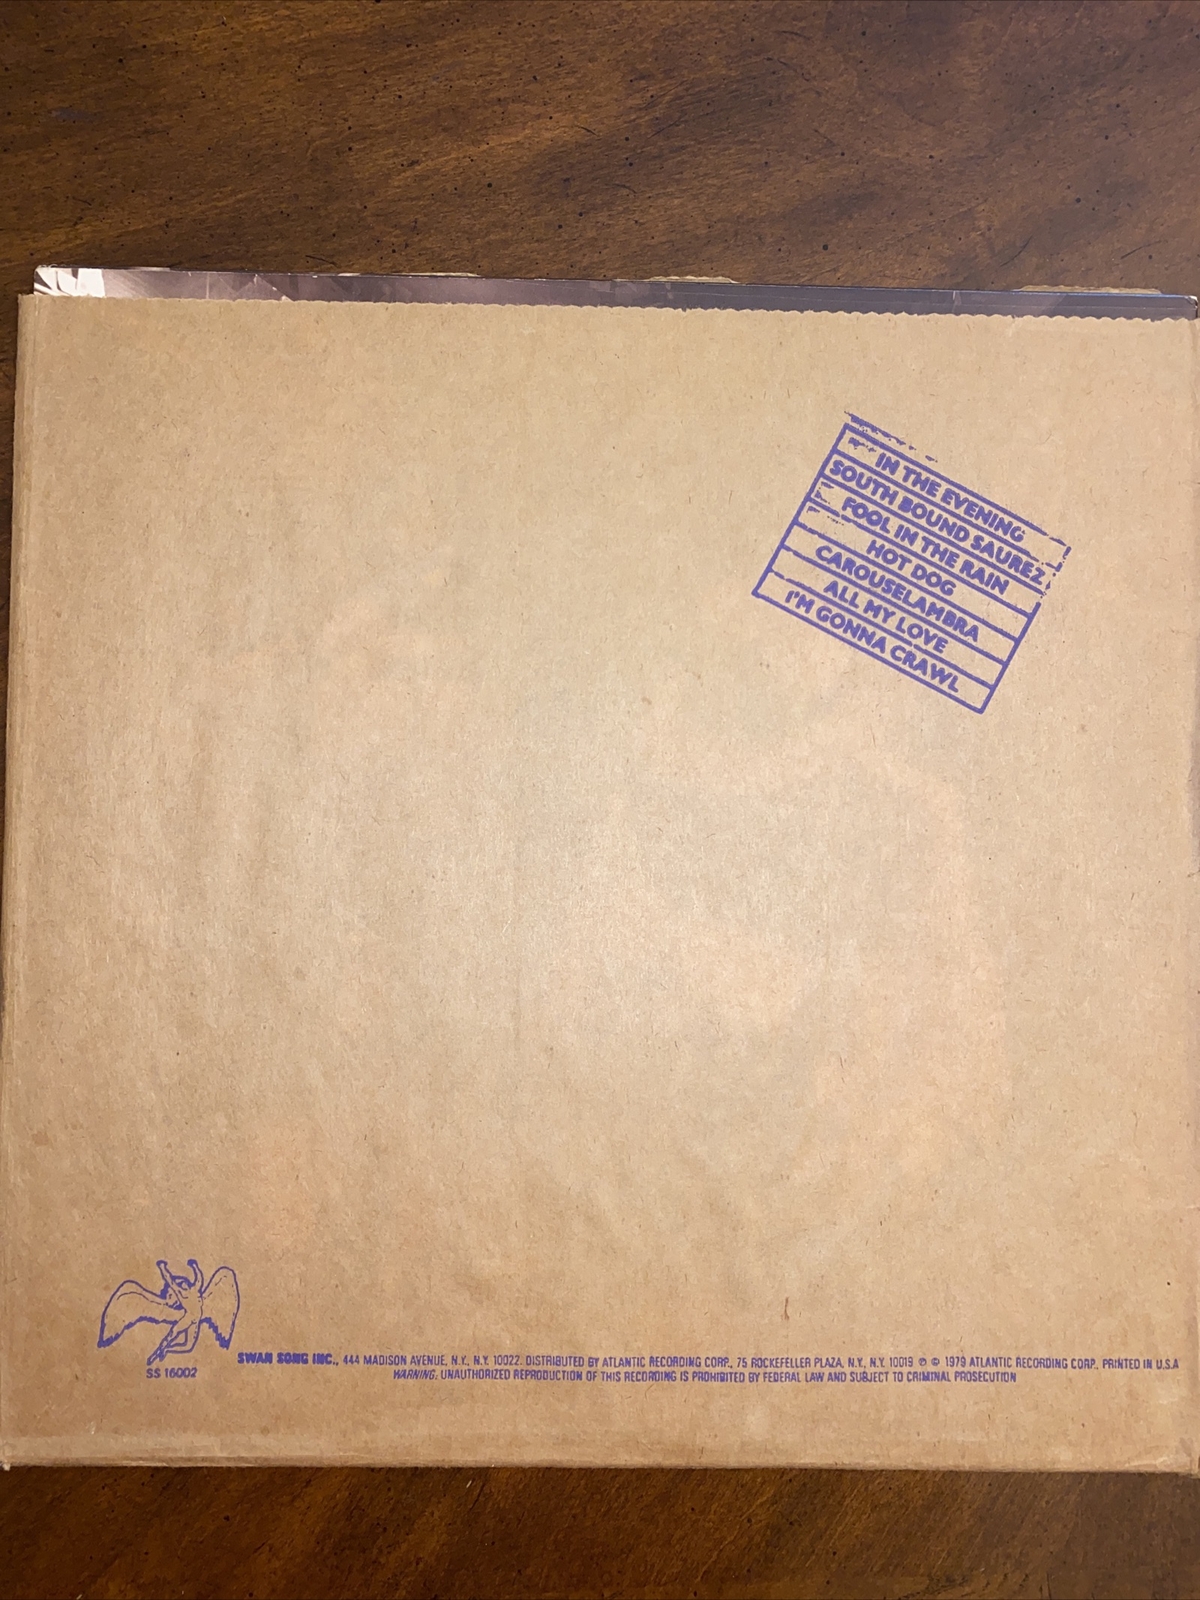 IN THE EVENING
SOUTH BOUND SAUREZ
FOOL IN THE RAIN
HOT DOG
CAROUSELAMBRA
ALL MY LOVE
I'M GONNA CRAWL
SS 16002
SWAN SONG INC., 444 MADISON AVENUE, N.Y., N.Y. 10022. DISTRIBUTED BY ATLANTIC RECORDING CORP., 75 ROCKEFELLER PLAZA, N.Y., N.Y. 10019 ℗ © 1979 ATLANTIC RECORDING CORP. PRINTED IN U.S.A
WARNING: UNAUTHORIZED REPRODUCTION OF THIS RECORDING IS PROHIBITED BY FEDERAL LAW AND SUBJECT TO CRIMINAL PROSECUTION